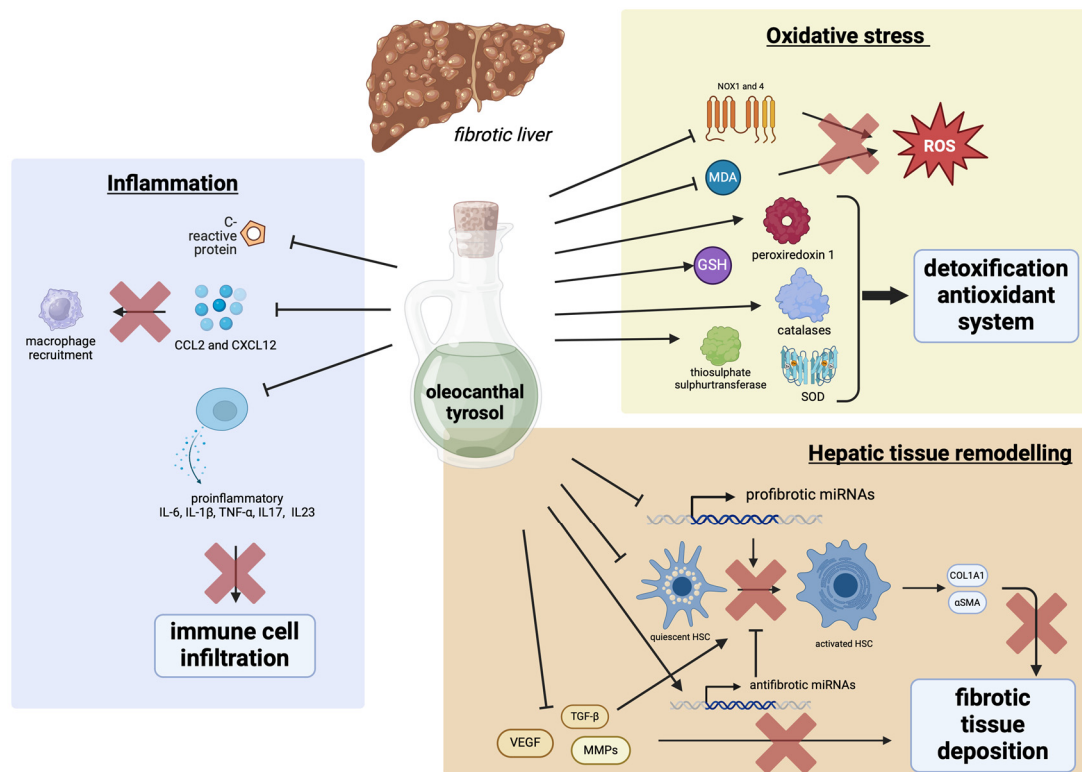 fibrotic liver
oleocanthal
tyrosol
Inflammation
C-
reactive
protein
macrophage
recruitment
CCL2 and CXCL12
proinflammatory
IL-6, IL-1β, TNF-α, IL17, IL23
immune cell
infiltration
Oxidative stress
NOX1 and 4
ROS
MDA
peroxiredoxin 1
GSH
catalases
thiosulphate
sulphurtransferase
SOD
detoxification
antioxidant
system
Hepatic tissue remodelling
profibrotic miRNAs
quiescent HSC
activated HSC
COL1A1
αSMA
antifibrotic miRNAs
TGF-β
VEGF
MMPs
fibrotic
tissue
deposition